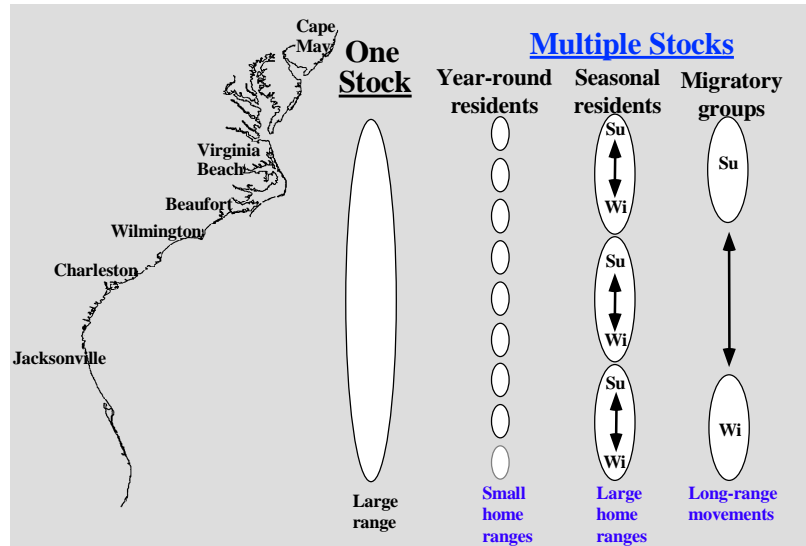 Cape
May
Virginia
Beach
Beaufort
Wilmington
Charleston
Jacksonville
One
Stock
Large
range
Multiple Stocks
Year-round
residents
Small
home
ranges
Seasonal
residents
Su
Wi
Su
Wi
Su
Wi
Large
home
ranges
Migratory
groups
Su
Wi
Long-range
movements